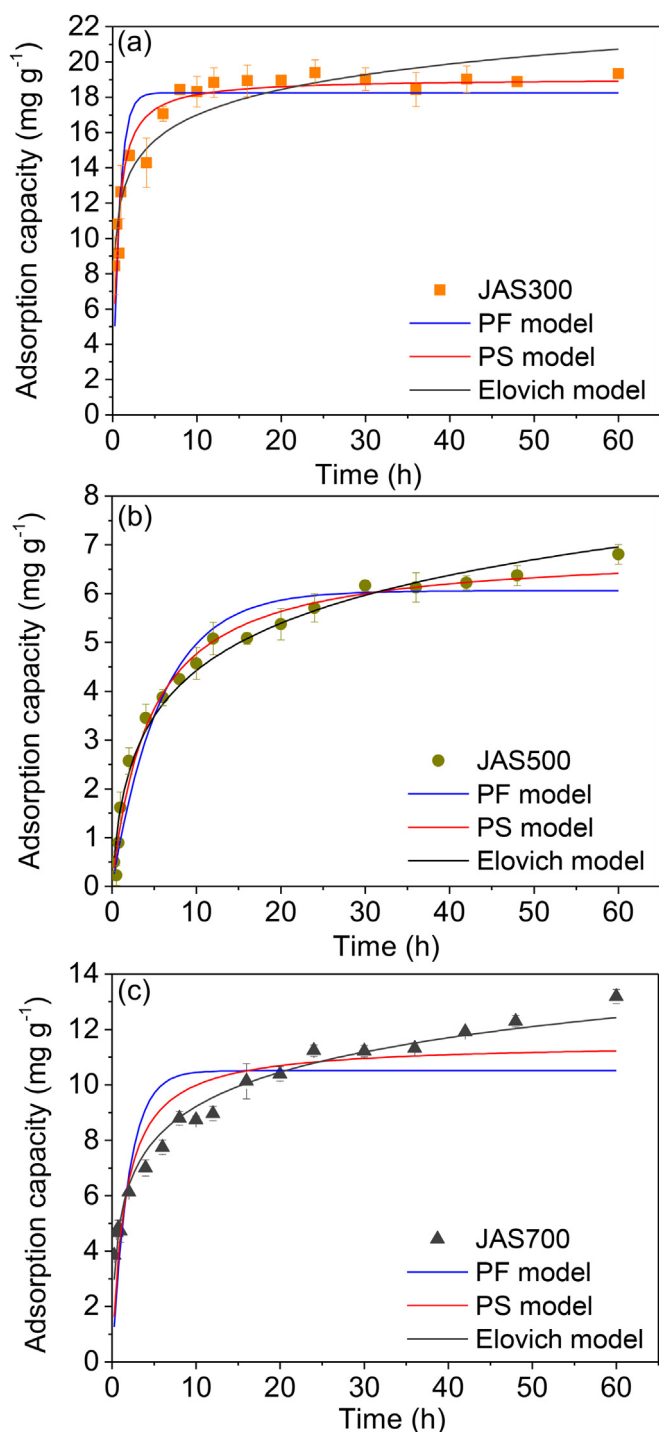 (a)
Adsorption capacity (mg g⁻¹)
22
20
18
16
14
12
10
8
6
4
2
0
JAS300
PF model
PS model
Elovich model
0 10 20 30 40 50 60
Time (h)
(b)
Adsorption capacity (mg g⁻¹)
8
7
6
5
4
3
2
1
0
JAS500
PF model
PS model
Elovich model
0 10 20 30 40 50 60
Time (h)
(c)
Adsorption capacity (mg g⁻¹)
14
12
10
8
6
4
2
0
JAS700
PF model
PS model
Elovich model
0 10 20 30 40 50 60
Time (h)